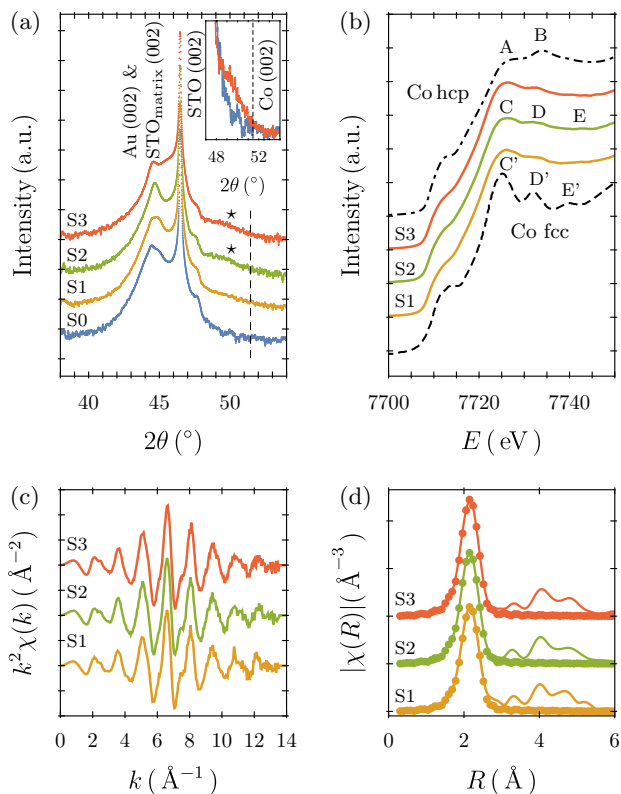 (a)
Intensity (a.u.)
Au (002) &
STO_matrix (002)
STO (002)
Co (002)
48 52
2θ (°)
S3
★
S2
★
S1
S0
40 45 50
2θ (°)
(b)
Intensity (a.u.)
A
B
Co hcp
C D E
C' D' E'
Co fcc
S3
S2
S1
7700 7720 7740
E ( eV)
(c)
k² χ(k) ( Å⁻²)
S3
S2
S1
0 2 4 6 8 10 12 14
k ( Å⁻¹)
(d)
|χ(R)| ( Å⁻³)
S3
S2
S1
0 2 4 6
R ( Å)